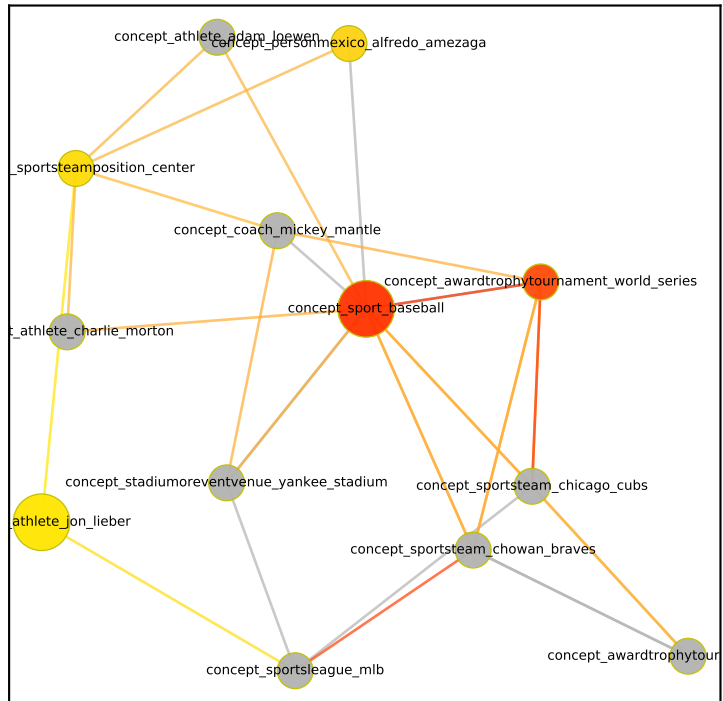 concept_athlete_adam_loewen
concept_personmexico_alfredo_amezaga
_sportsteamposition_center
concept_coach_mickey_mantle
concept_awardtrophytournament_world_series
concept_sport_baseball
t_athlete_charlie_morton
concept_stadiumoreventvenue_yankee_stadium
concept_sportsteam_chicago_cubs
_athlete_jon_lieber
concept_sportsteam_chowan_braves
concept_awardtrophytour
concept_sportsleague_mlb